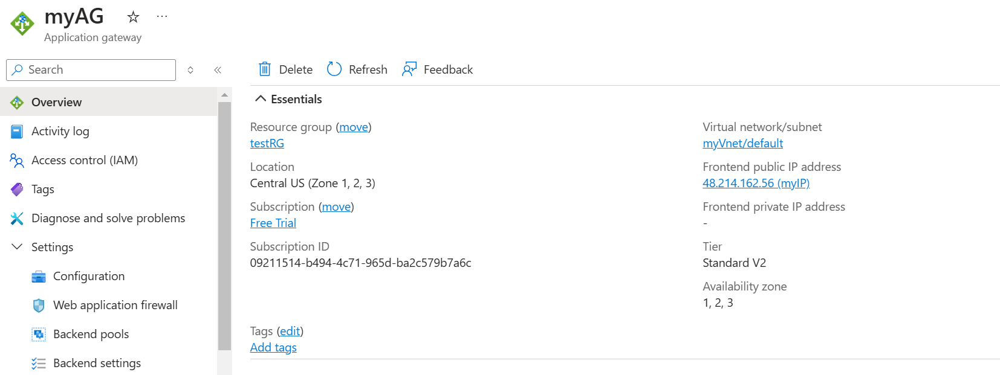 myAG
Application gateway
Search
Delete
Refresh
Feedback
Overview
Activity log
Access control (IAM)
Tags
Diagnose and solve problems
Settings
Configuration
Web application firewall
Backend pools
Backend settings
Essentials
Resource group (move)
testRG
Location
Central US (Zone 1, 2, 3)
Subscription (move)
Free Trial
Subscription ID
09211514-b494-4c71-965d-ba2c579b7a6c
Virtual network/subnet
myVnet/default
Frontend public IP address
48.214.162.56 (myIP)
Frontend private IP address
-
Tier
Standard V2
Availability zone
1, 2, 3
Tags (edit)
Add tags